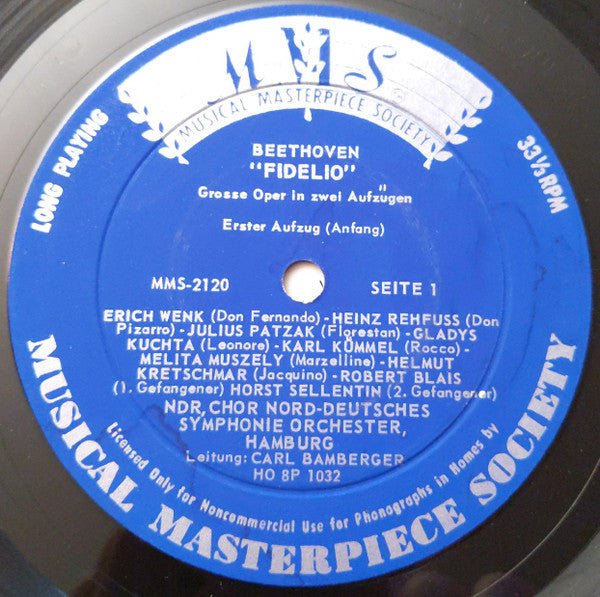 MMS
MUSICAL MASTERPIECE SOCIETY
LONG PLAYING
33⅓ RPM
BEETHOVEN
"FIDELIO"
Grosse Oper in zwei Aufzügen
Erster Aufzug (Anfang)
MMS-2120
SEITE 1
ERICH WENK (Don Fernando)-HEINZ REHFUSS (Don
Pizarro)-JULIUS PATZAK (Florestan)-GLADYS
KUCHTA (Leonore)-KARL KÜMMEL (Rocco)-
MELITA MUSZELY (Marzelline)-HELMUT
KRETSCHMAR (Jacquino)-ROBERT BLAIS
(1. Gefangener) HORST SELLENTIN (2. Gefangener)
NDR, CHOR NORD-DEUTSCHES
SYMPHONIE ORCHESTER,
HAMBURG
Leitung: CARL BAMBERGER
HO 8P 1032
Licensed Only for Noncommercial Use for Phonographs in Homes by
MUSICAL MASTERPIECE SOCIETY